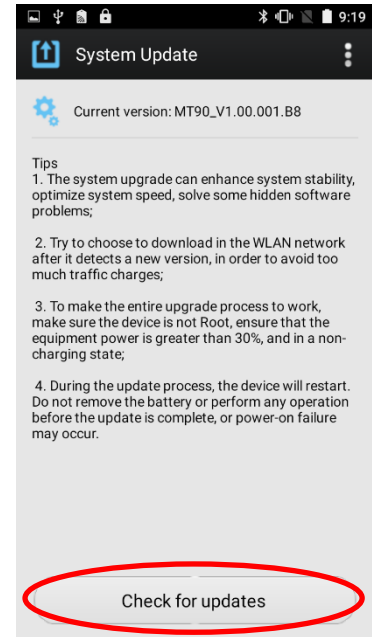 9:19
System Update
Current version: MT90_V1.00.001.B8
Tips
1. The system upgrade can enhance system stability,
optimize system speed, solve some hidden software
problems;
2. Try to choose to download in the WLAN network
after it detects a new version, in order to avoid too
much traffic charges;
3. To make the entire upgrade process to work,
make sure the device is not Root, ensure that the
equipment power is greater than 30%, and in a non-
charging state;
4. During the update process, the device will restart.
Do not remove the battery or perform any operation
before the update is complete, or power-on failure
may occur.
Check for updates